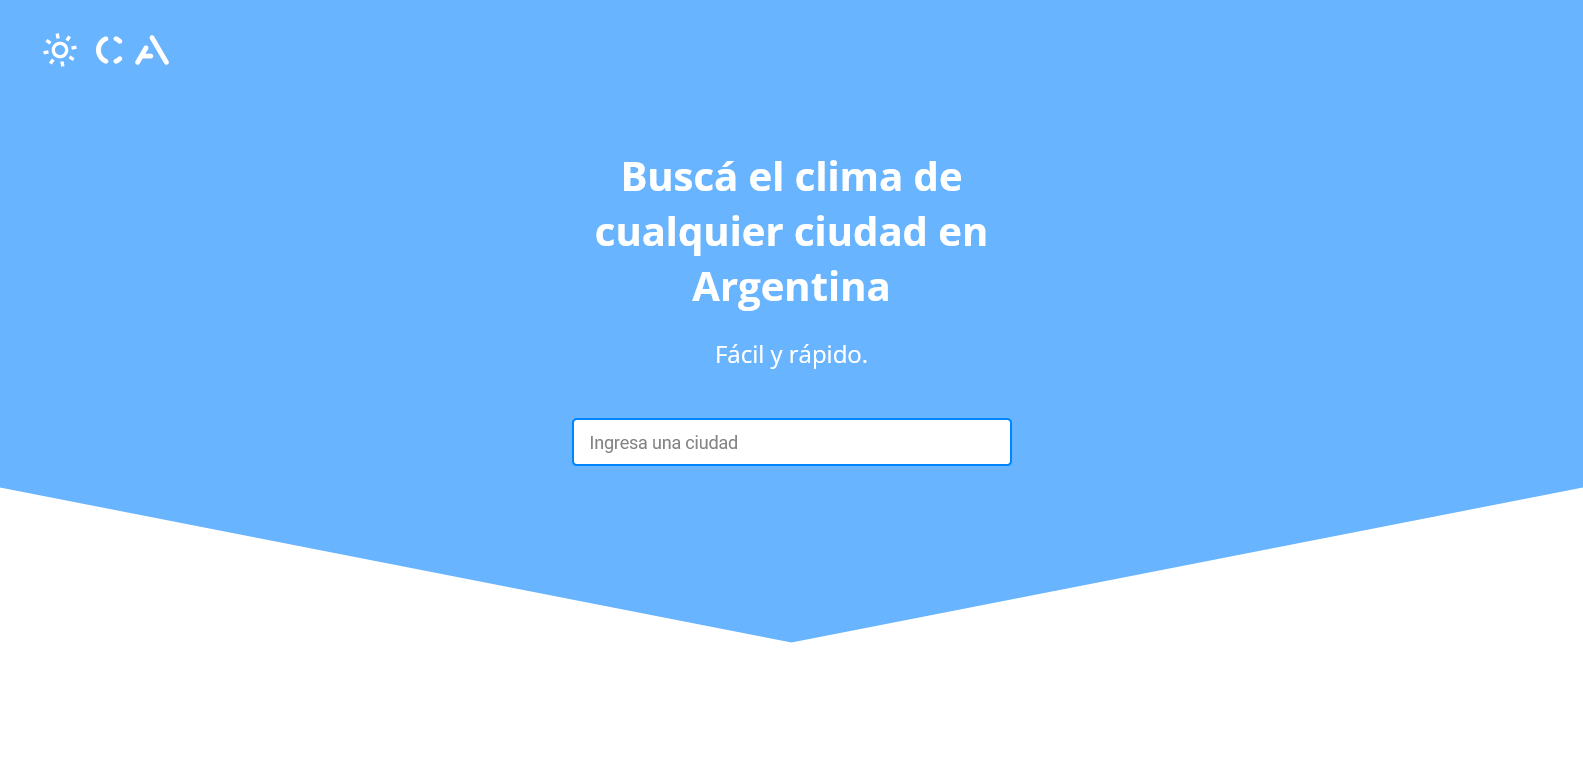 CA
Buscá el clima de
cualquier ciudad en
Argentina
Fácil y rápido.
Ingresa una ciudad